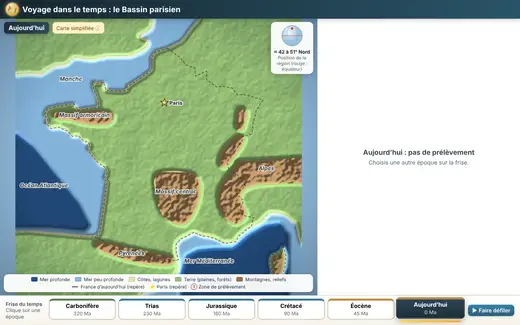 Voyage dans le temps : le Bassin parisien
Aujourd'hui
Carte simplifiée ⓘ
≈ 42 à 51° Nord
Position de la
région (rouge :
équateur)
Manche
Paris
Massif armoricain
Océan Atlantique
Massif central
Alpes
Pyrénées
Mer Méditerranée
Aujourd'hui : pas de prélèvement
Choisis une autre époque sur la frise.
Mer profonde
Mer peu profonde
Côtes, lagunes
Terre (plaines, forêts)
Montagnes, reliefs
France d'aujourd'hui (repère)
Paris (repère)
Zone de prélèvement
Frise du temps
Clique sur une
époque
Carbonifère
320 Ma
Trias
230 Ma
Jurassique
160 Ma
Crétacé
90 Ma
Éocène
45 Ma
Aujourd'hui
0 Ma
▶ Faire défiler